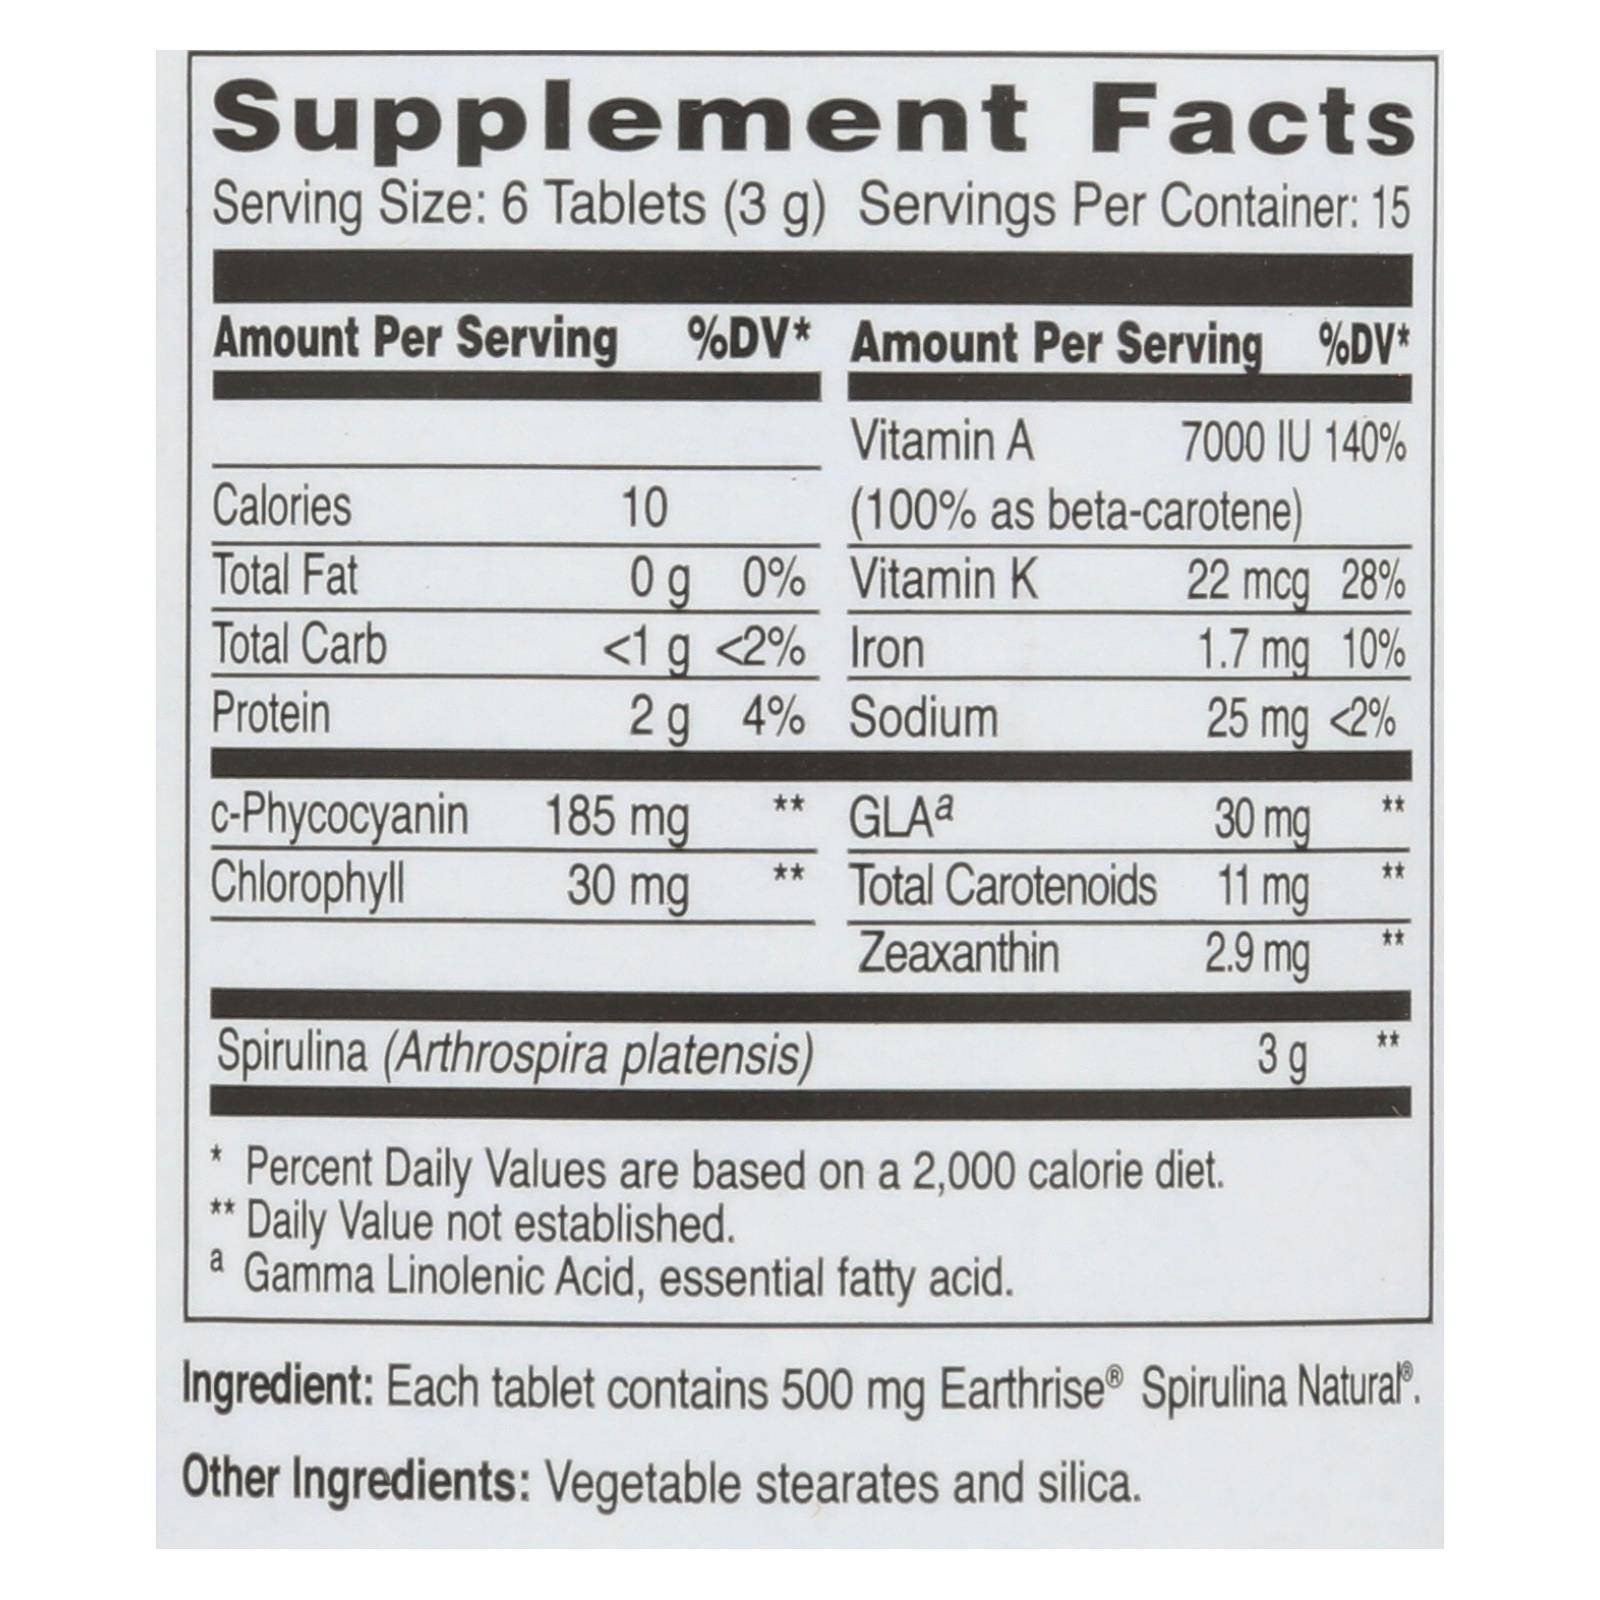 Supplement Facts
Serving Size: 6 Tablets (3 g) Servings Per Container: 15
Amount Per Serving %DV*
Calories 10
Total Fat 0 g 0%
Total Carb <1 g <2%
Protein 2 g 4%
Amount Per Serving %DV*
Vitamin A 7000 IU 140%
(100% as beta-carotene)
Vitamin K 22 mcg 28%
Iron 1.7 mg 10%
Sodium 25 mg <2%
c-Phycocyanin 185 mg **
Chlorophyll 30 mg **
GLAᵃ 30 mg **
Total Carotenoids 11 mg **
Zeaxanthin 2.9 mg **
Spirulina (Arthrospira platensis) 3 g **
* Percent Daily Values are based on a 2,000 calorie diet.
** Daily Value not established.
ᵃ Gamma Linolenic Acid, essential fatty acid.
Ingredient: Each tablet contains 500 mg Earthrise® Spirulina Natural®.
Other Ingredients: Vegetable stearates and silica.